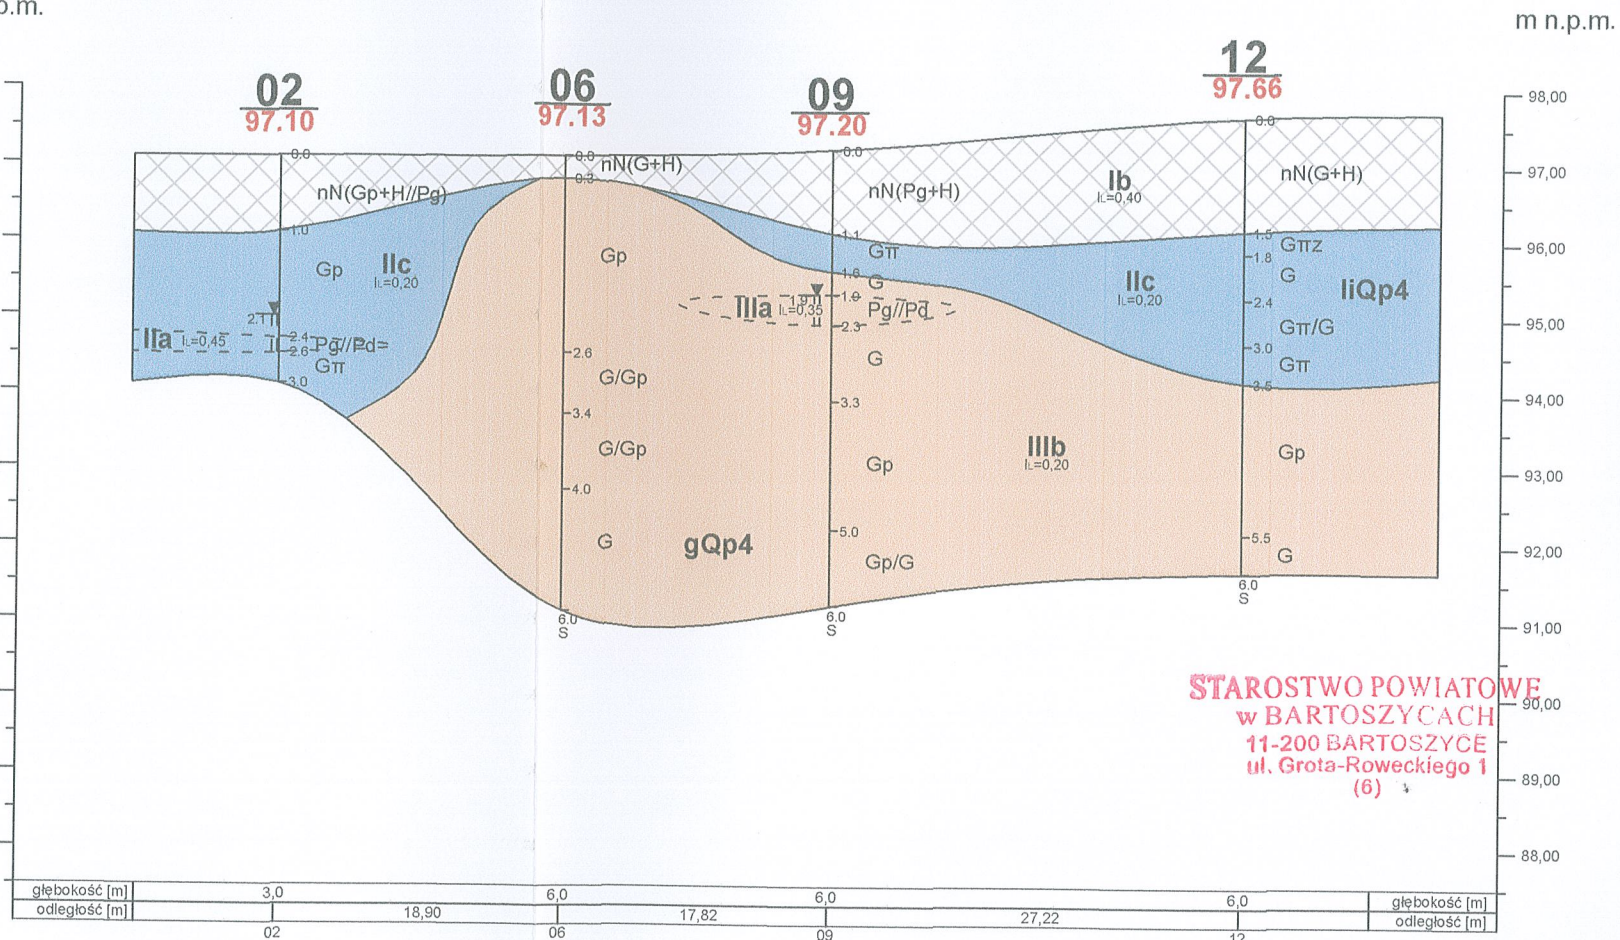 p.m.
m n.p.m.
02
97.10
06
97.13
09
97.20
12
97.66
98,00
97,00
96,00
95,00
94,00
93,00
92,00
91,00
90,00
89,00
88,00
0.0
nN(Gp+H//Pg)
1.0
Gp
IIc
IL=0,20
2.1
IIa IL=0,45
2.4
Pg//Pd=
2.6
Gπ
3.0
0.0
nN(G+H)
0.3
Gp
2.6
G/Gp
3.4
G/Gp
4.0
G
6.0
S
gQp4
0.0
nN(Pg+H)
1.1
Gπ
1.6
G
1.9
1.9
IIIa IL=0,35
Pg//Pd
2.3
G
3.3
Gp
5.0
Gp/G
6.0
S
Ib
IL=0,40
IIc
IL=0,20
IIIb
IL=0,20
0.0
nN(G+H)
1.5
Gπz
1.8
G
liQp4
2.4
Gπ/G
3.0
Gπ
3.5
Gp
5.5
G
6.0
S
STAROSTWO POWIATOWE
w BARTOSZYCACH
11-200 BARTOSZYCE
ul. Grota-Roweckiego 1
(6)
głębokość [m] 3,0 6,0 6,0 6,0 głębokość [m]
odległość [m] 18,90 17,82 27,22 odległość [m]
02 06 09 12